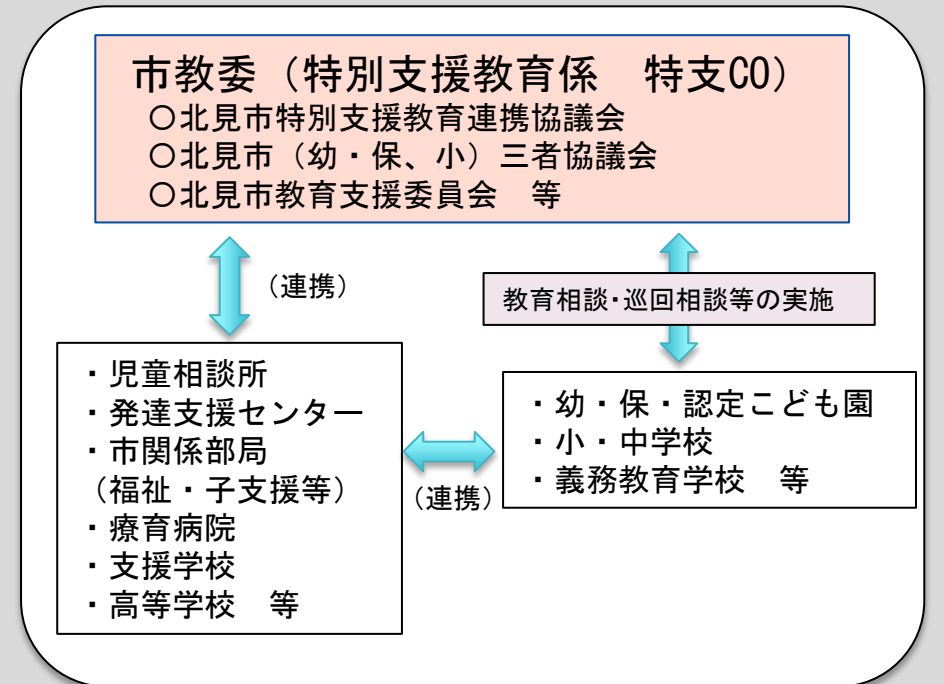 市教委（特別支援教育係　特支CO）
○北見市特別支援教育連携協議会
○北見市（幼・保、小）三者協議会
○北見市教育支援委員会　等
（連携）
教育相談・巡回相談等の実施
・児童相談所
・発達支援センター
・市関係部局
（福祉・子支援等）
・療育病院
・支援学校
・高等学校　等
（連携）
・幼・保・認定こども園
・小・中学校
・義務教育学校　等